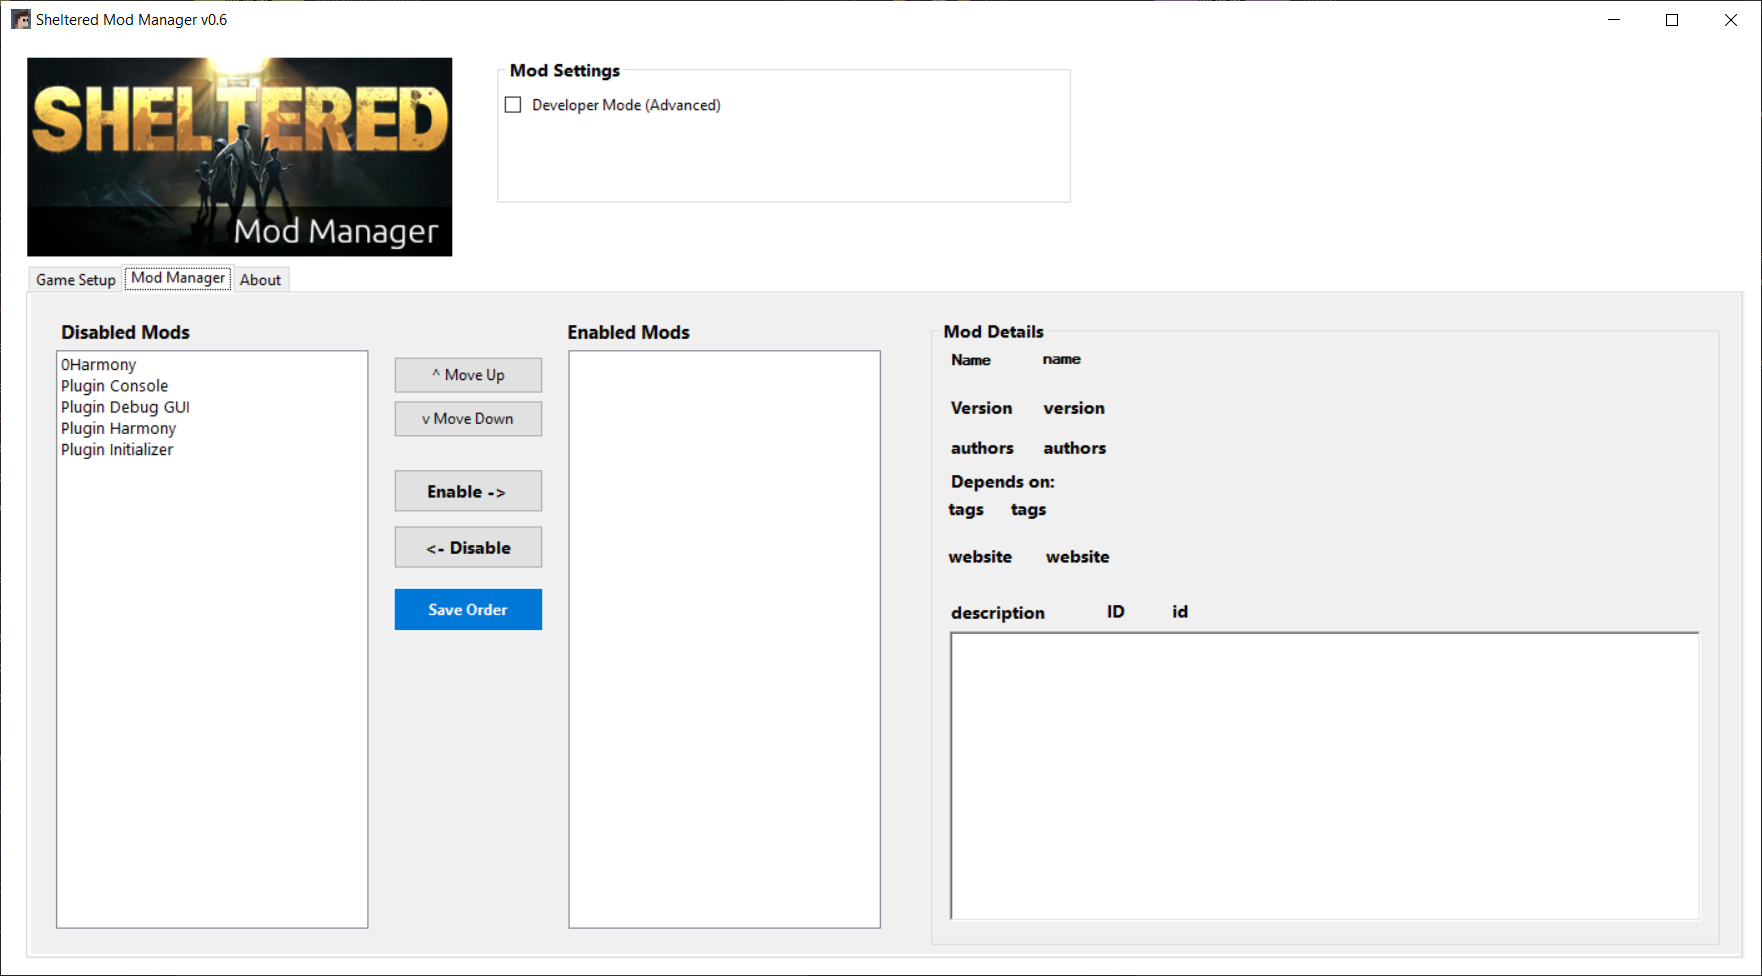 Sheltered Mod Manager v0.6
SHELTERED
Mod Manager
Mod Settings
Developer Mode (Advanced)
Game Setup
Mod Manager
About
Disabled Mods
0Harmony
Plugin Console
Plugin Debug GUI
Plugin Harmony
Plugin Initializer
^ Move Up
v Move Down
Enable ->
<- Disable
Save Order
Enabled Mods
Mod Details
Name name
Version version
authors authors
Depends on:
tags tags
website website
description ID id